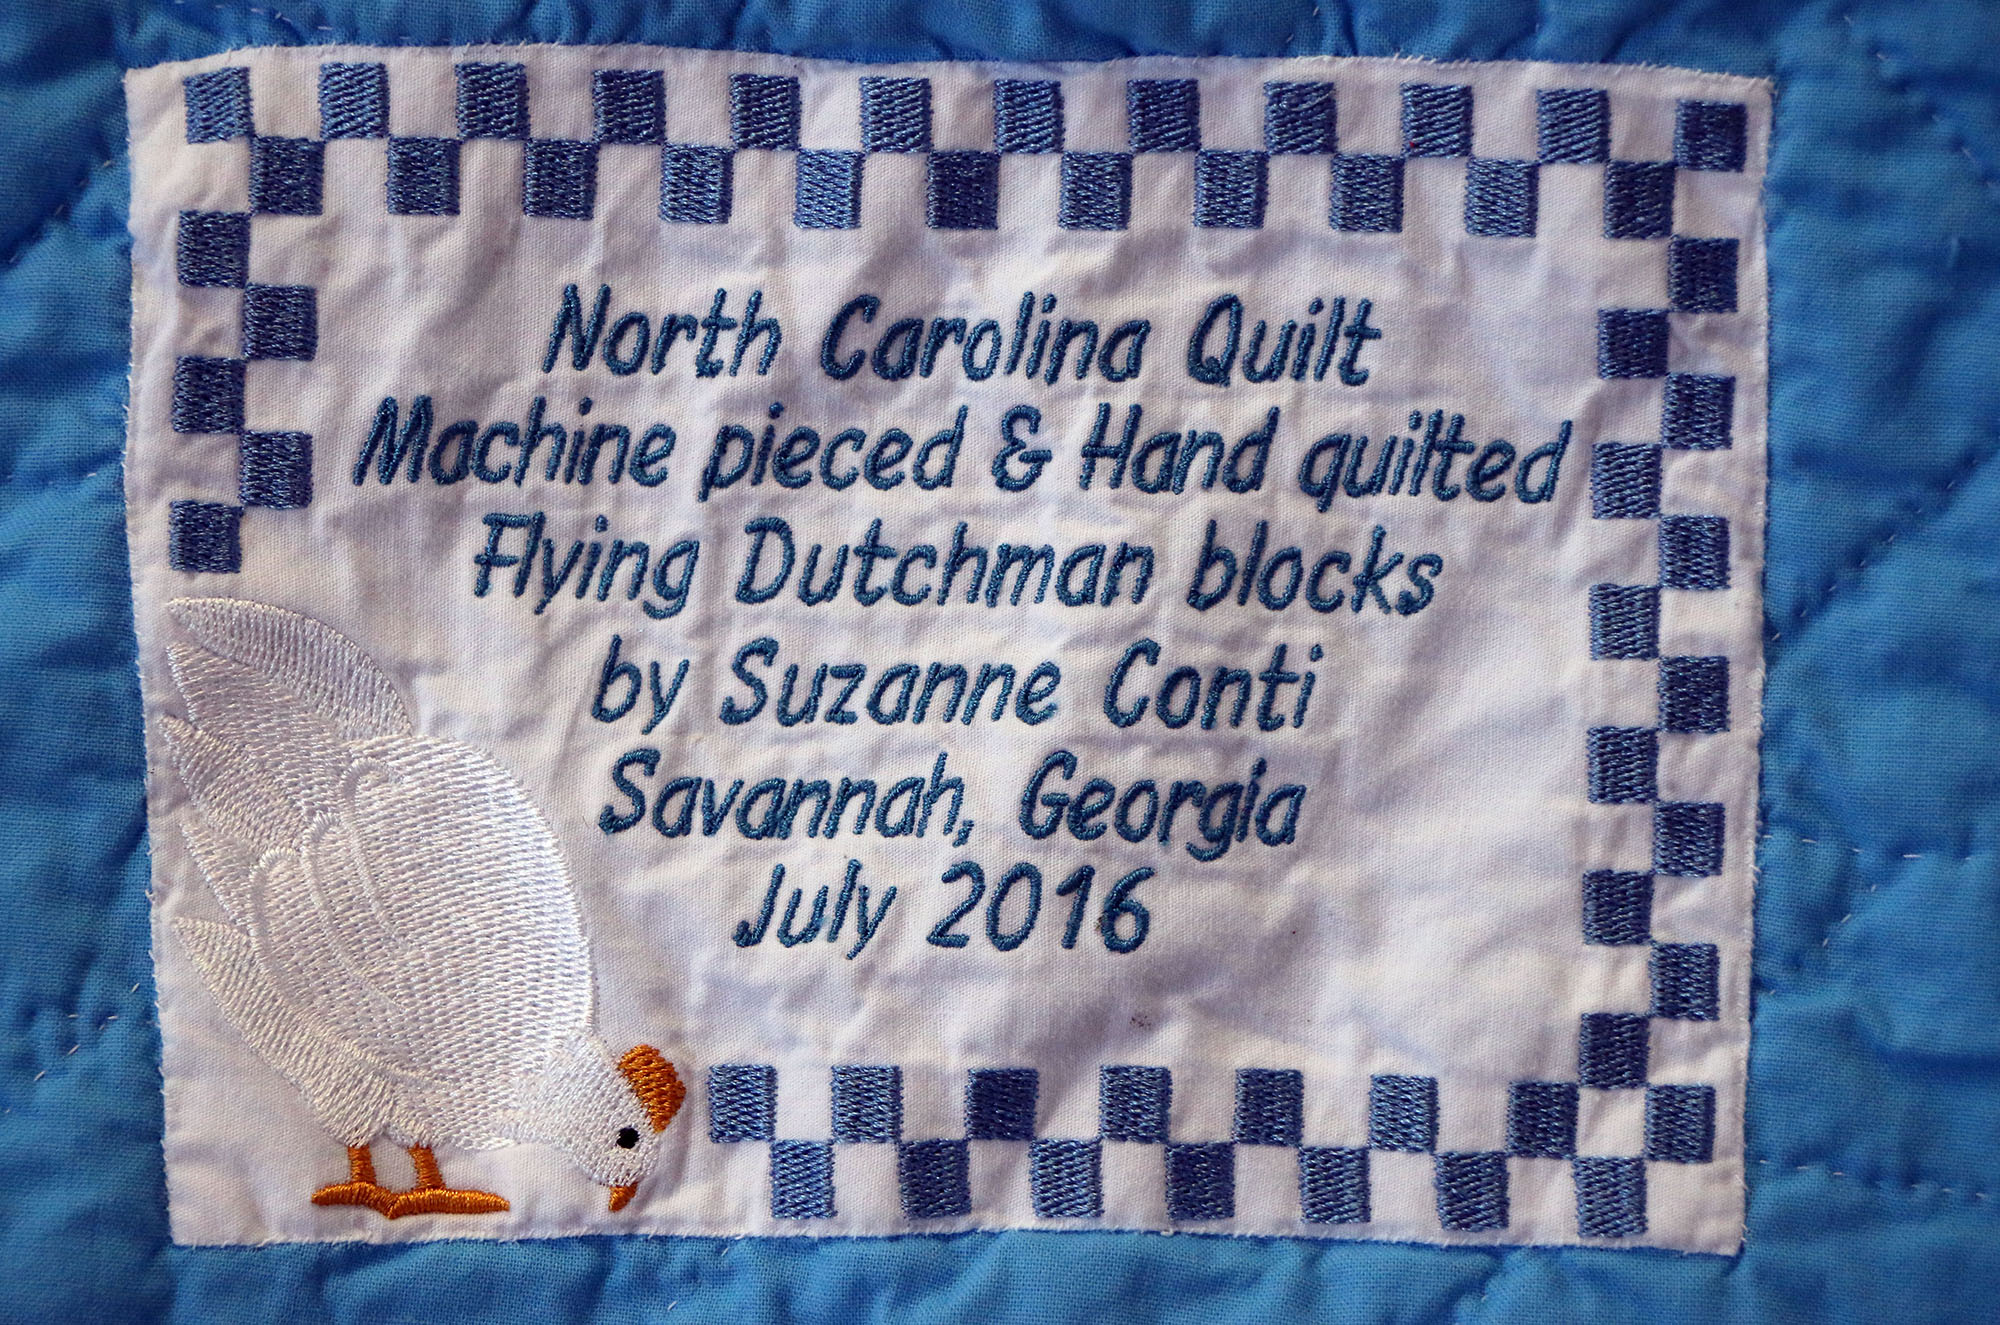 North Carolina Quilt
Machine pieced & Hand quilted
Flying Dutchman blocks
by Suzanne Conti
Savannah, Georgia
July 2016